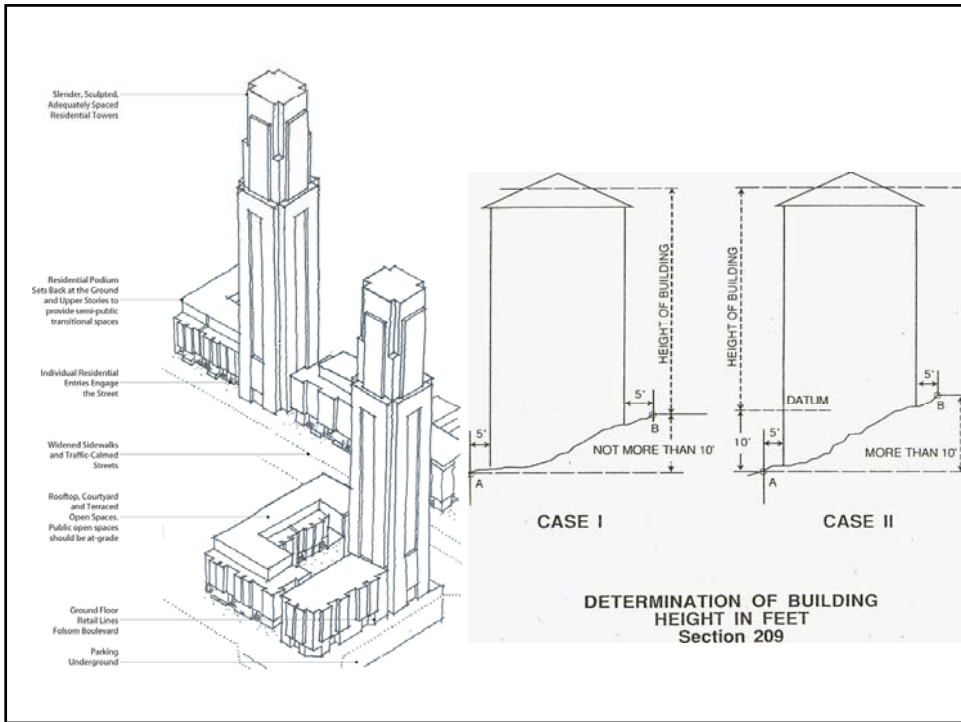 Slender, Sculpted,
Adequately Spaced
Residential Towers
Residential Podium
Sets Back at the Ground
and Upper Stories to
provide semi-public
transitional spaces
Individual Residential
Entries Engage
the Street
Widened Sidewalks
and Traffic-Calmed
Streets
Rooftop, Courtyard
and Terraced
Open Spaces.
Public open spaces
should be at-grade
Ground Floor
Retail Lines
Folsom Boulevard
Parking
Underground
HEIGHT OF BUILDING
5'
B
5'
NOT MORE THAN 10'
A
CASE I
HEIGHT OF BUILDING
5'
DATUM
B
10'
5'
MORE THAN 10'
A
CASE II
DETERMINATION OF BUILDING
HEIGHT IN FEET
Section 209